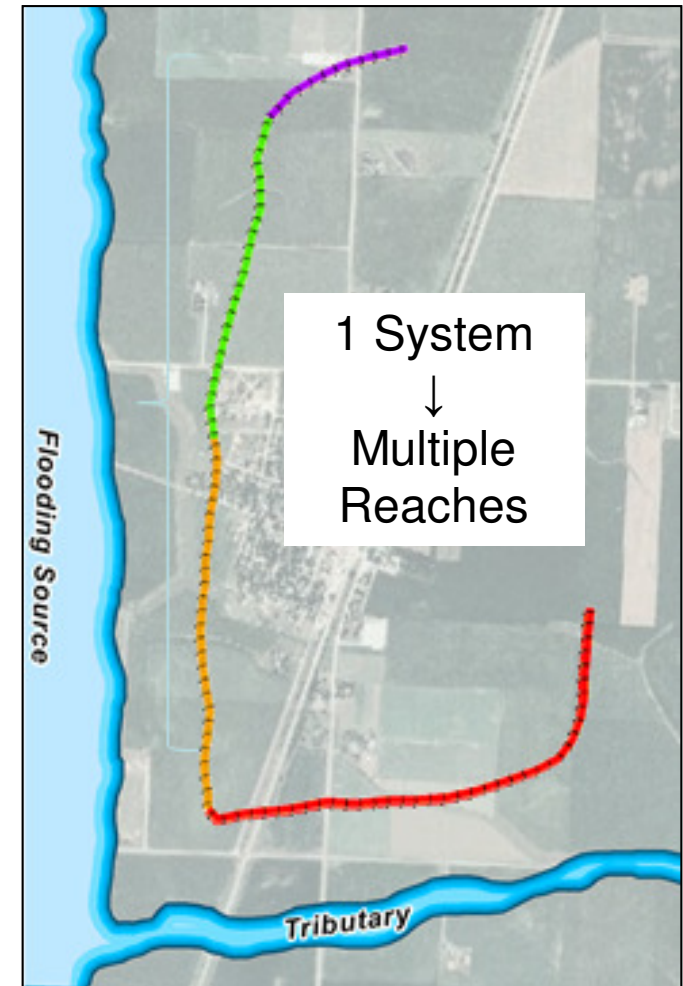 1 System
↓
Multiple
Reaches
Flooding Source
Tributary